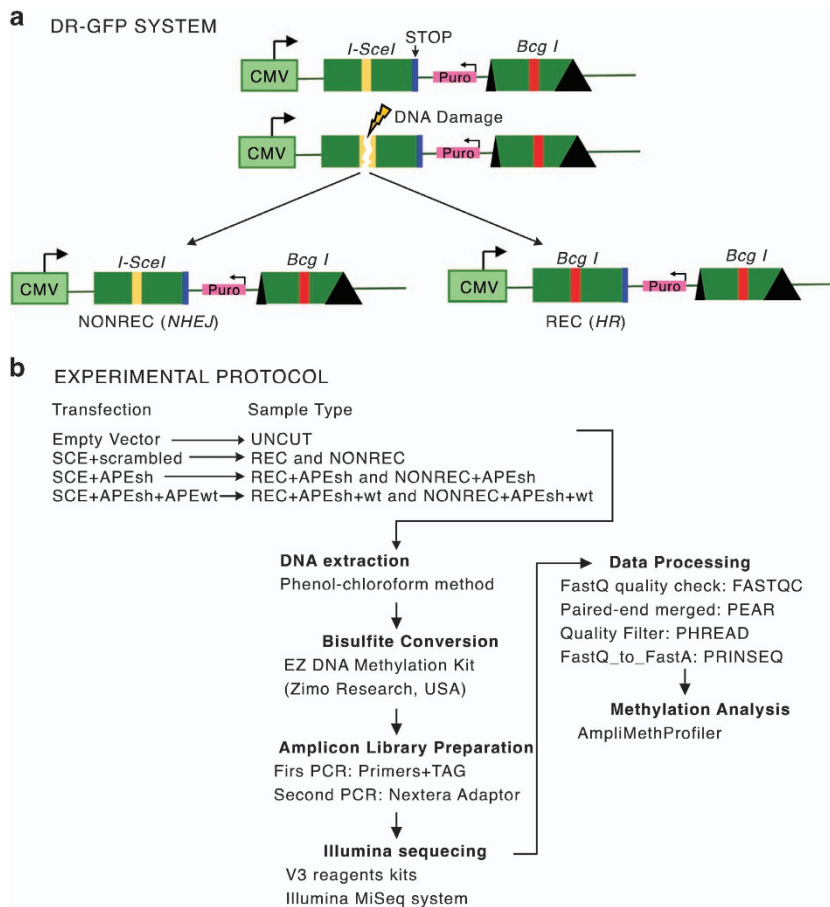 a DR-GFP SYSTEM
STOP
I-SceI
Bcg I
CMV
Puro
DNA Damage
CMV
Puro
I-SceI
Bcg I
CMV
Puro
NONREC (NHEJ)
Bcg I
Bcg I
CMV
Puro
REC (HR)
b EXPERIMENTAL PROTOCOL
Transfection Sample Type
Empty Vector UNCUT
SCE+scrambled REC and NONREC
SCE+APEsh REC+APEsh and NONREC+APEsh
SCE+APEsh+APEwt REC+APEsh+wt and NONREC+APEsh+wt
DNA extraction
Phenol-chloroform method
Bisulfite Conversion
EZ DNA Methylation Kit
(Zimo Research, USA)
Amplicon Library Preparation
Firs PCR: Primers+TAG
Second PCR: Nextera Adaptor
Illumina sequecing
V3 reagents kits
Illumina MiSeq system
Data Processing
FastQ quality check: FASTQC
Paired-end merged: PEAR
Quality Filter: PHREAD
FastQ_to_FastA: PRINSEQ
Methylation Analysis
AmpliMethProfiler